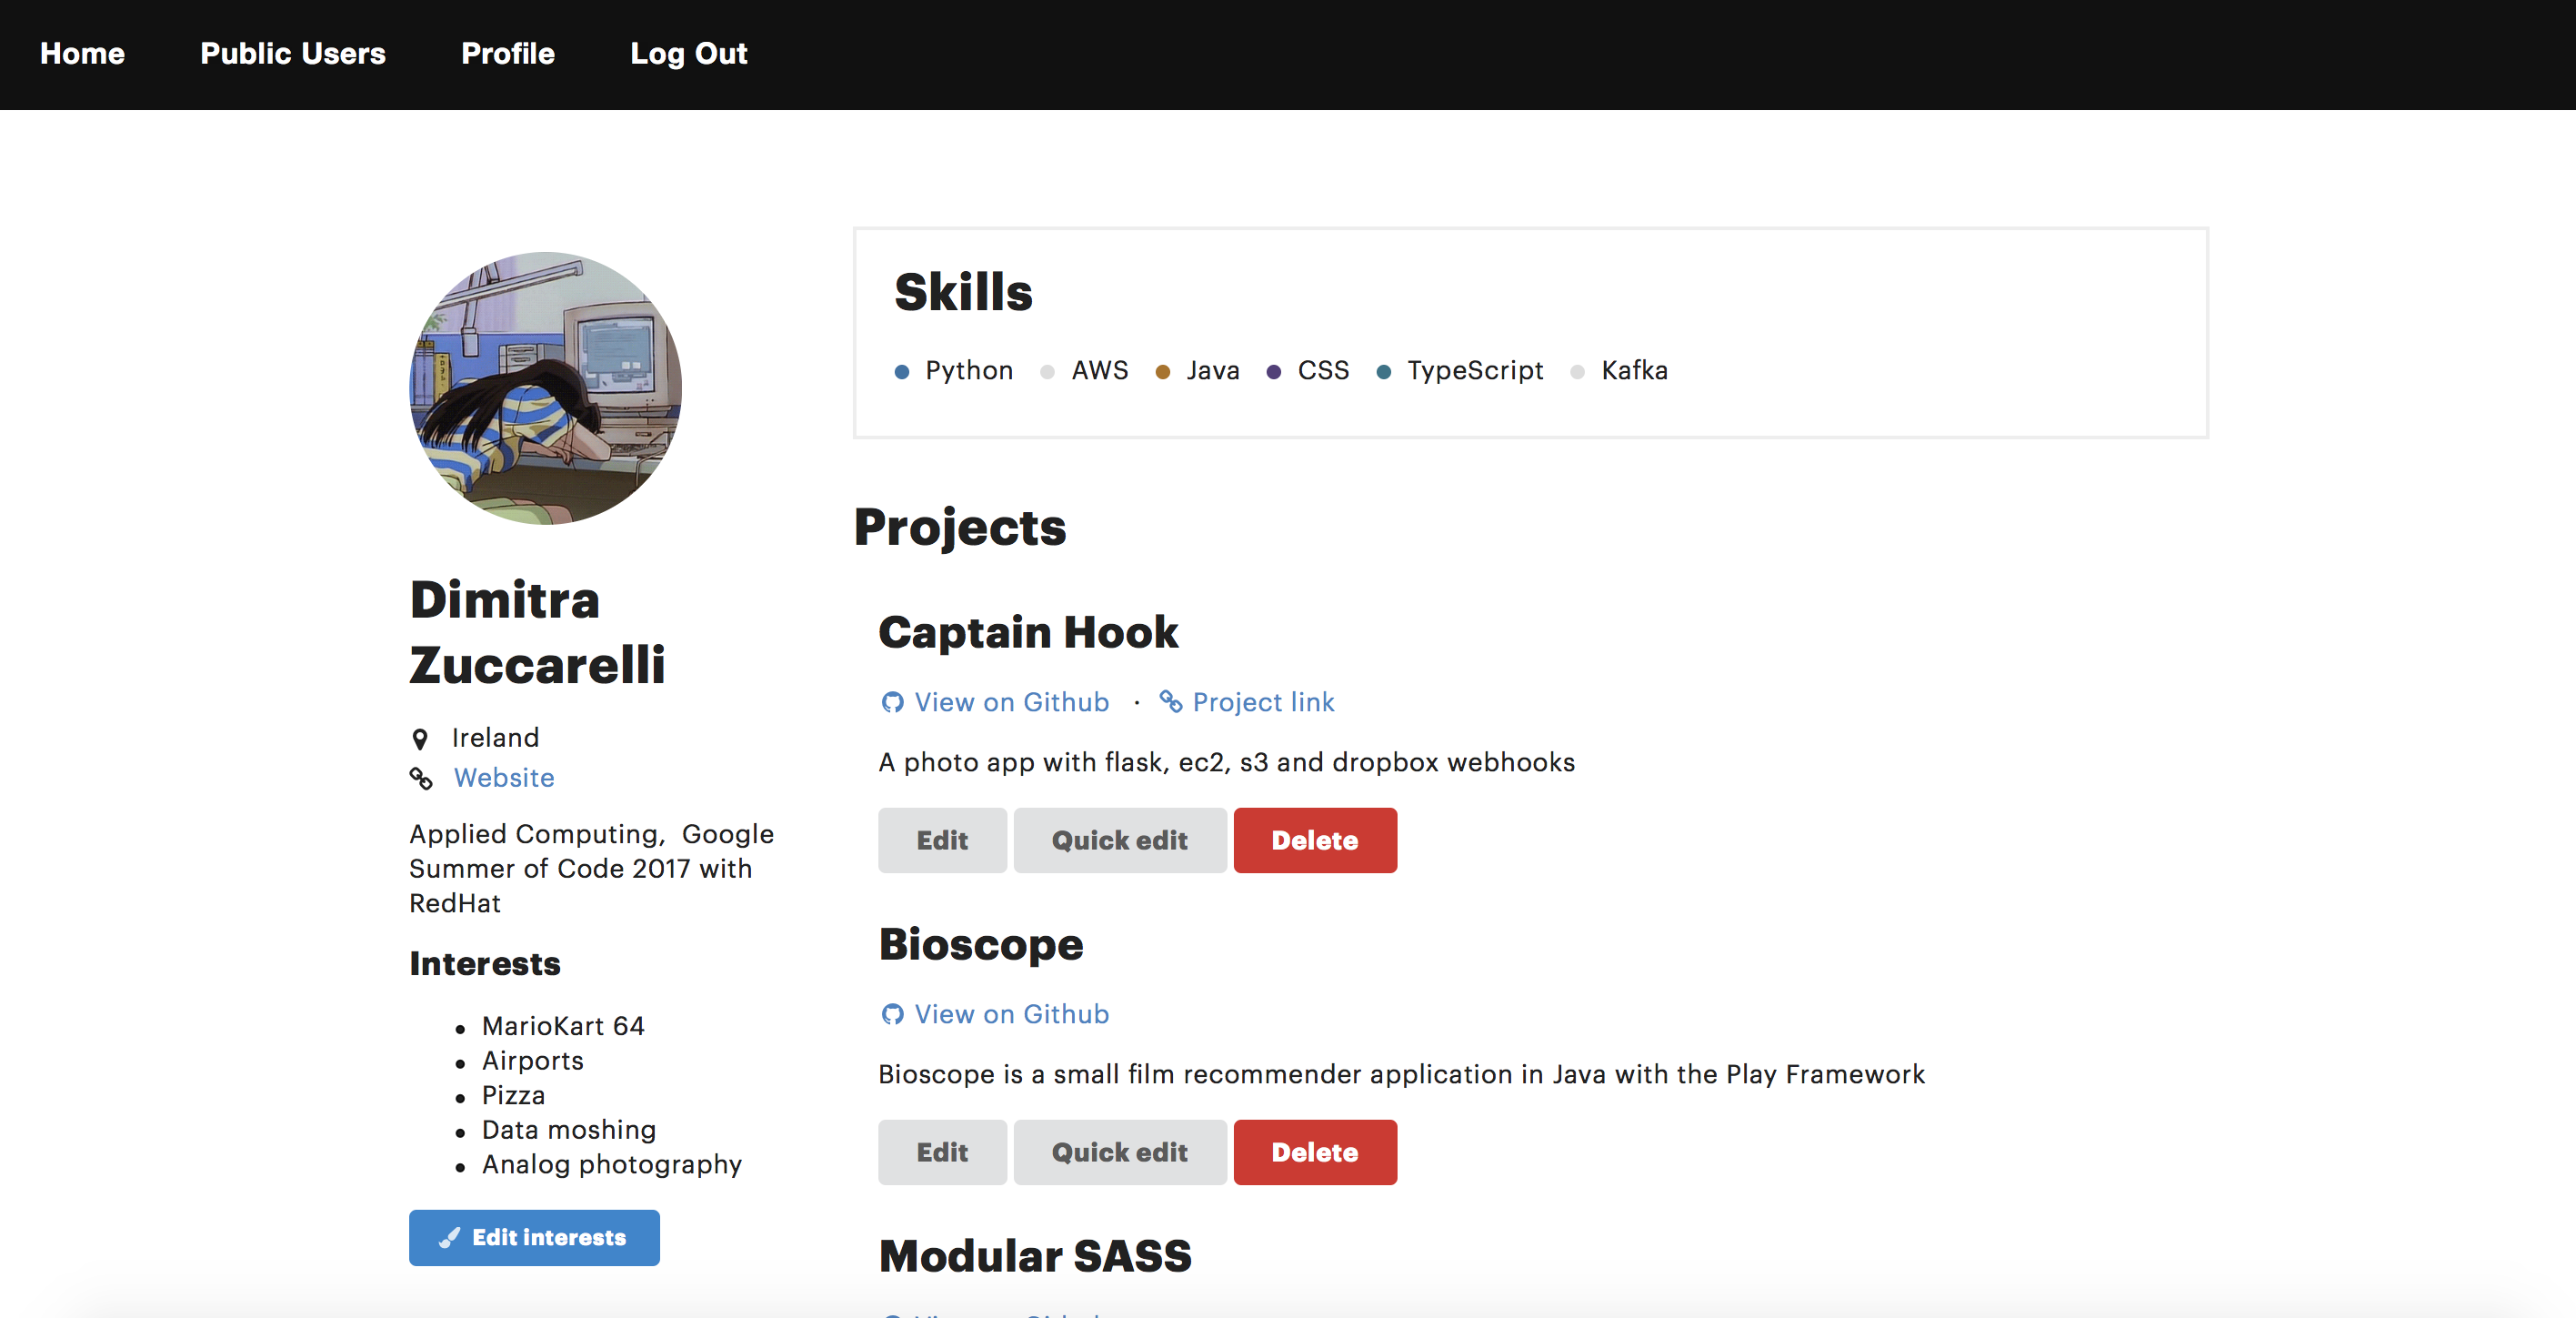 Home Public Users Profile Log Out
Dimitra
Zuccarelli
Ireland
Website
Applied Computing, Google
Summer of Code 2017 with
RedHat
Interests
MarioKart 64
Airports
Pizza
Data moshing
Analog photography
Edit interests
Skills
Python AWS Java CSS TypeScript Kafka
Projects
Captain Hook
View on Github · Project link
A photo app with flask, ec2, s3 and dropbox webhooks
Edit Quick edit Delete
Bioscope
View on Github
Bioscope is a small film recommender application in Java with the Play Framework
Edit Quick edit Delete
Modular SASS